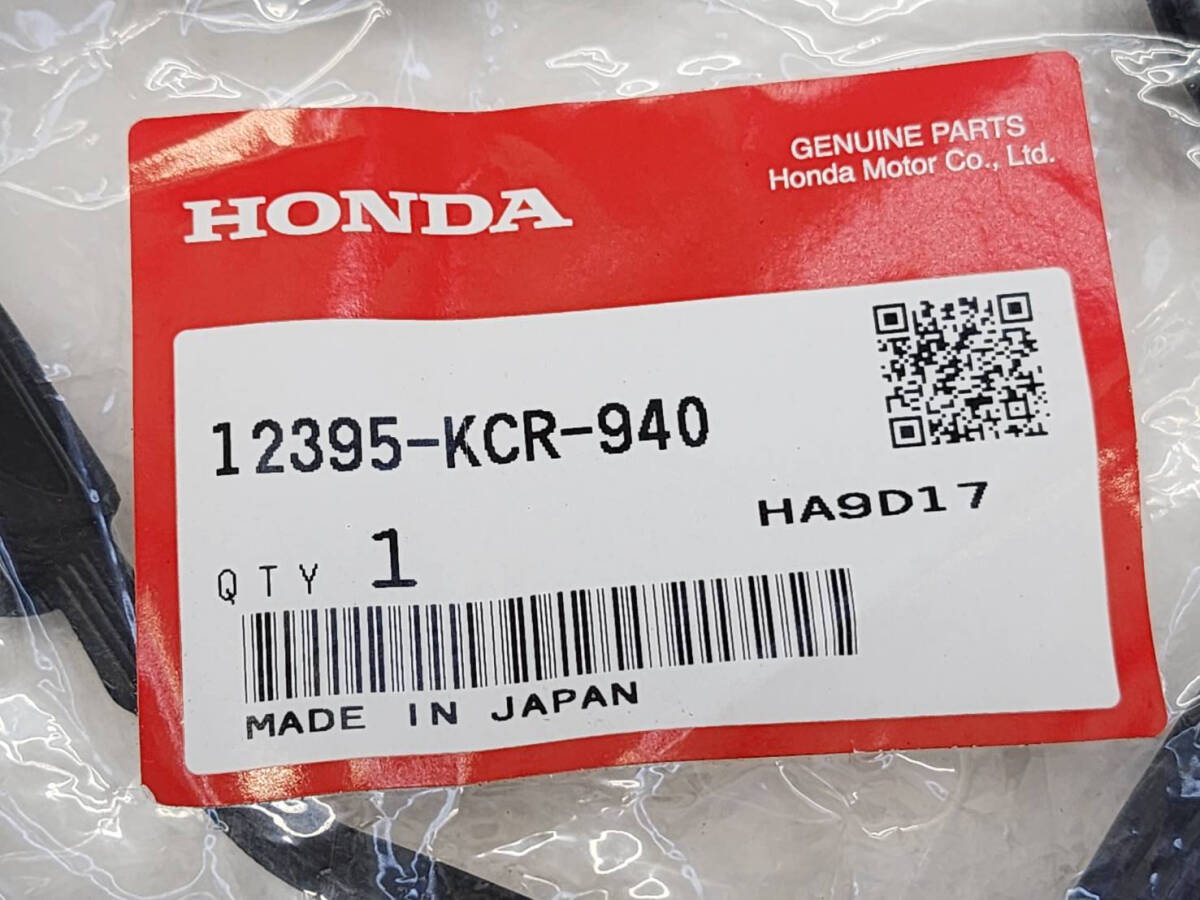 GENUINE PARTS
Honda Motor Co., Ltd.
HONDA
12395-KCR-940
HA9D17
QTY 1
MADE IN JAPAN